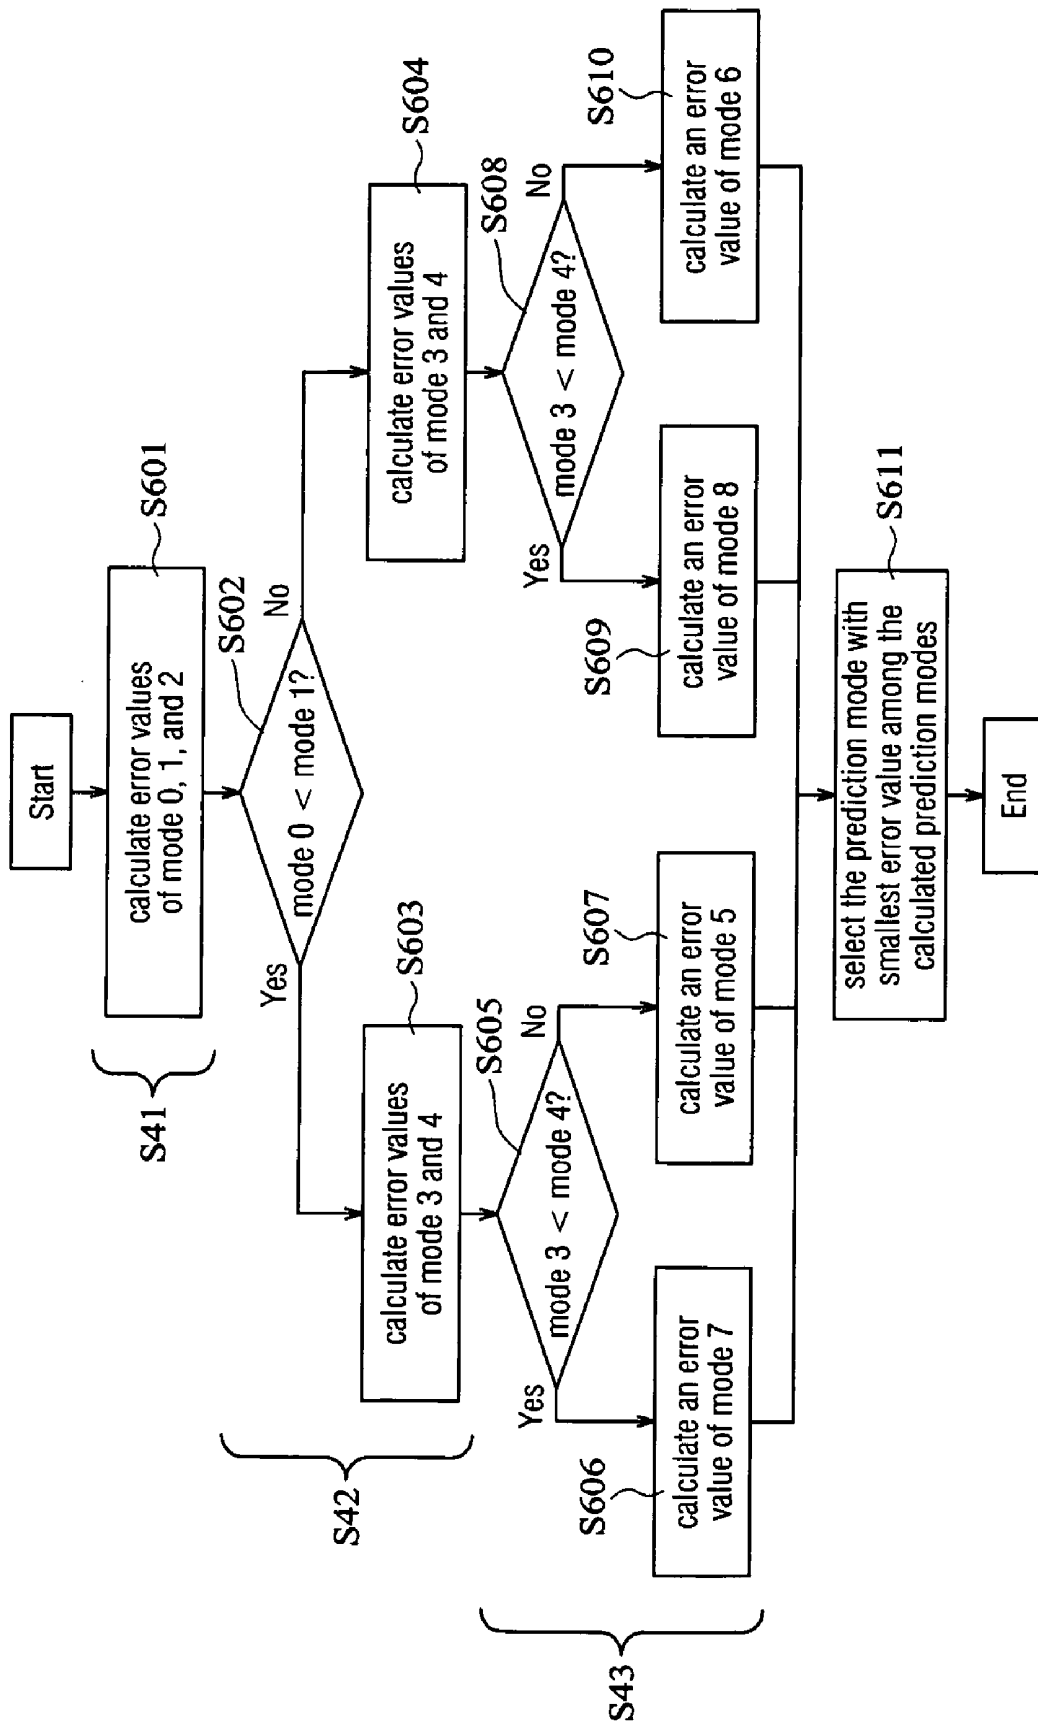 Start
S41
calculate error values
of mode 0, 1, and 2
S601
S42
mode 0 < mode 1?
S602
Yes
No
calculate error values
of mode 3 and 4
S603
calculate error values
of mode 3 and 4
S604
S43
mode 3 < mode 4?
S605
Yes
No
mode 3 < mode 4?
S608
Yes
No
S606
calculate an error
value of mode 7
S607
calculate an error
value of mode 5
S609
calculate an error
value of mode 8
S610
calculate an error
value of mode 6
select the prediction mode with
smallest error value among the
calculated prediction modes
S611
End